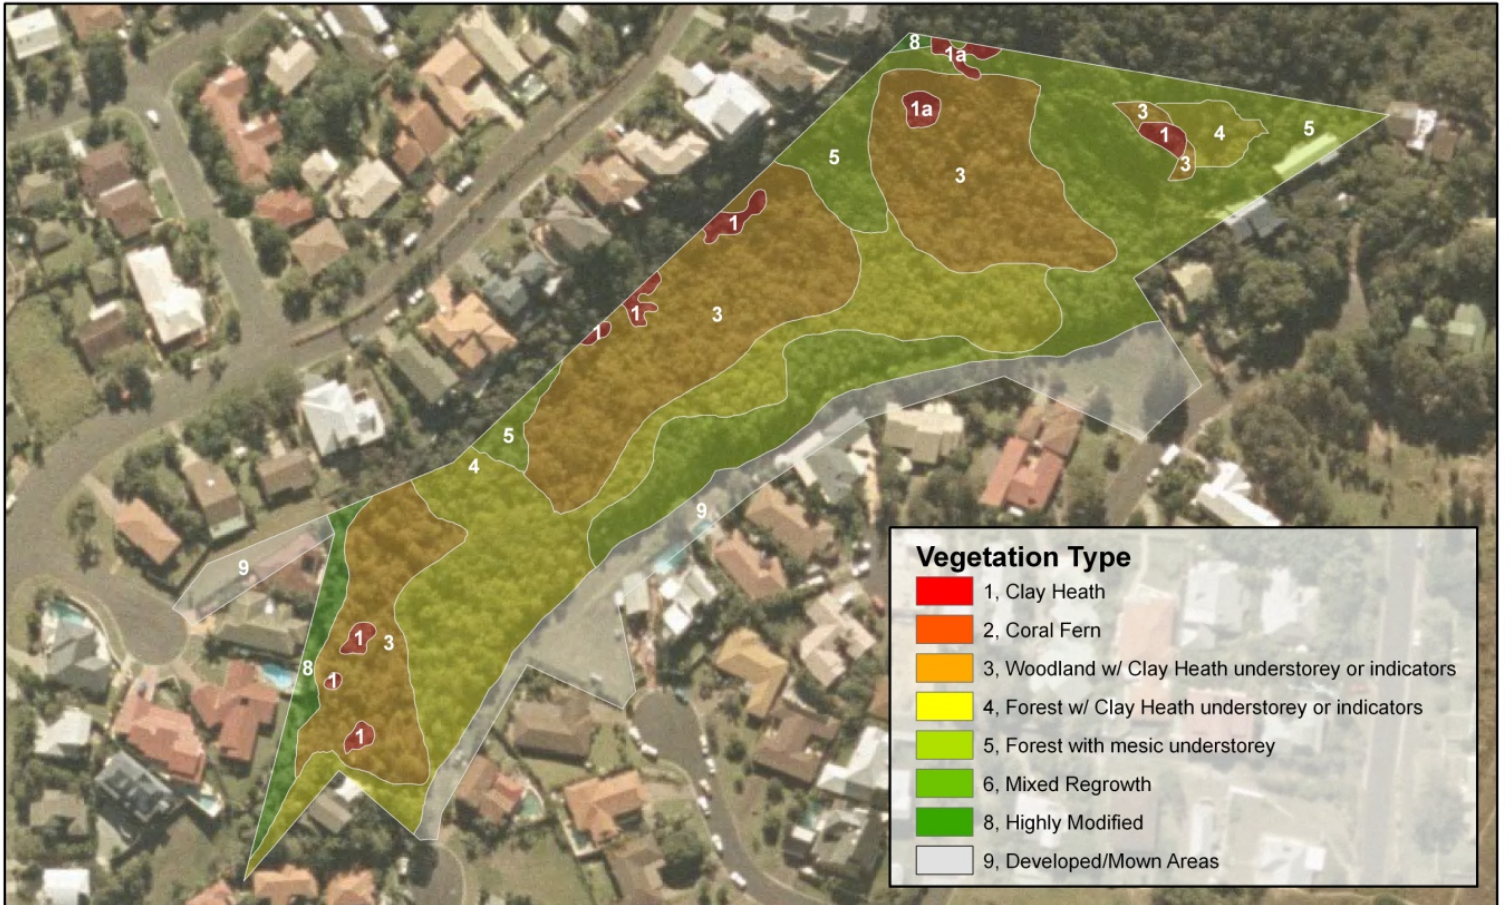 8
1a
1a
3
1
3
4
5
5
3
1
1
1
3
5
4
9
9
1
3
8
1
1
Vegetation Type
1, Clay Heath
2, Coral Fern
3, Woodland w/ Clay Heath understorey or indicators
4, Forest w/ Clay Heath understorey or indicators
5, Forest with mesic understorey
6, Mixed Regrowth
8, Highly Modified
9, Developed/Mown Areas